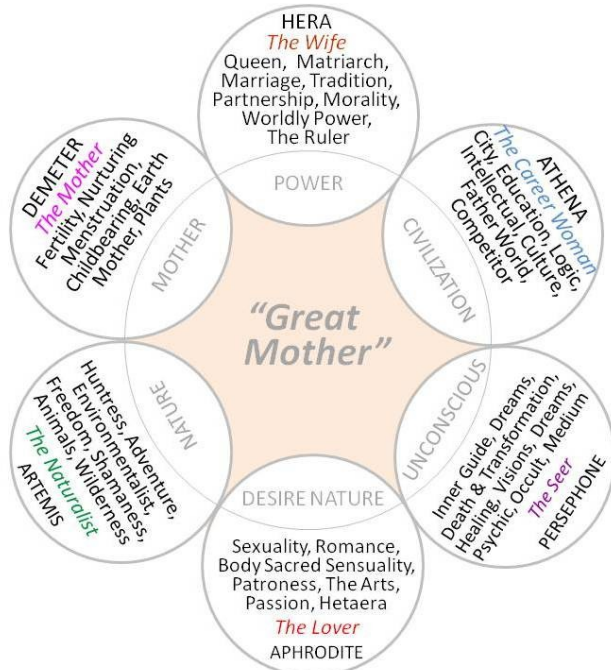 HERA
The Wife
Queen, Matriarch,
Marriage, Tradition,
Partnership, Morality,
Worldly Power,
The Ruler
POWER
ATHENA
The Career Woman
City, Education, Logic,
Intellectual Culture,
Father World,
Competitor
CIVILIZATION
UNCONSCIOUS
Inner Guide, Dreams,
Death & Transformation,
Healing, Visions, Dreams,
Psychic, Occult, Medium
The Seer
PERSEPHONE
DESIRE NATURE
Sexuality, Romance,
Body Sacred Sensuality,
Patroness, The Arts,
Passion, Hetaera
The Lover
APHRODITE
NATURE
Huntress, Adventure,
Environmentalist,
Freedom, Shamaness,
Animals, Wilderness
The Naturalist
ARTEMIS
DEMETER
The Mother
Fertility, Nurturing
Menstruation,
Childbearing, Earth
Mother, Plants
MOTHER
"Great
Mother"